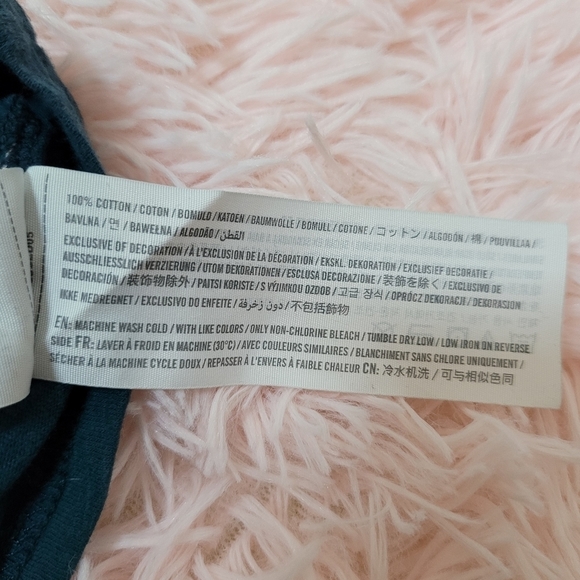 100% COTTON / COTON / BOMULD / KATOEN / BAUMWOLLE / BOMULL / COTONE / コットン / ALGODÓN / 棉 / POUVILLAA /
BAVLNA / 면 / BAWEŁNA / ALGODÃO / القطن
EXCLUSIVE OF DECORATION / À L'EXCLUSION DE LA DÉCORATION / EKSKL. DEKORATION / EXCLUSIEF DECORATIE /
AUSSCHLIESSLICH VERZIERUNG / UTOM DEKORATIONEN / ESCLUSA DECORAZIONE / 装飾を除く / EXCLUSIVO DE
DECORACIÓN / 装饰物除外 / PAITSI KORISTE / S VÝJIMKOU OZDOB / 고급 장식 / OPRÓCZ DEKORACJI / DEKORASJON
IKKE MEDREGNET / EXCLUSIVO DO ENFEITE / دون زخرفة / 不包括飾物
EN: MACHINE WASH COLD / WITH LIKE COLORS / ONLY NON-CHLORINE BLEACH / TUMBLE DRY LOW / LOW IRON ON REVERSE
SIDE FR: LAVER À FROID EN MACHINE (30°C) / AVEC COULEURS SIMILAIRES / BLANCHIMENT SANS CHLORE UNIQUEMENT /
SÉCHER À LA MACHINE CYCLE DOUX / REPASSER À L'ENVERS À FAIBLE CHALEUR CN: 冷水机洗 / 可与相似色同